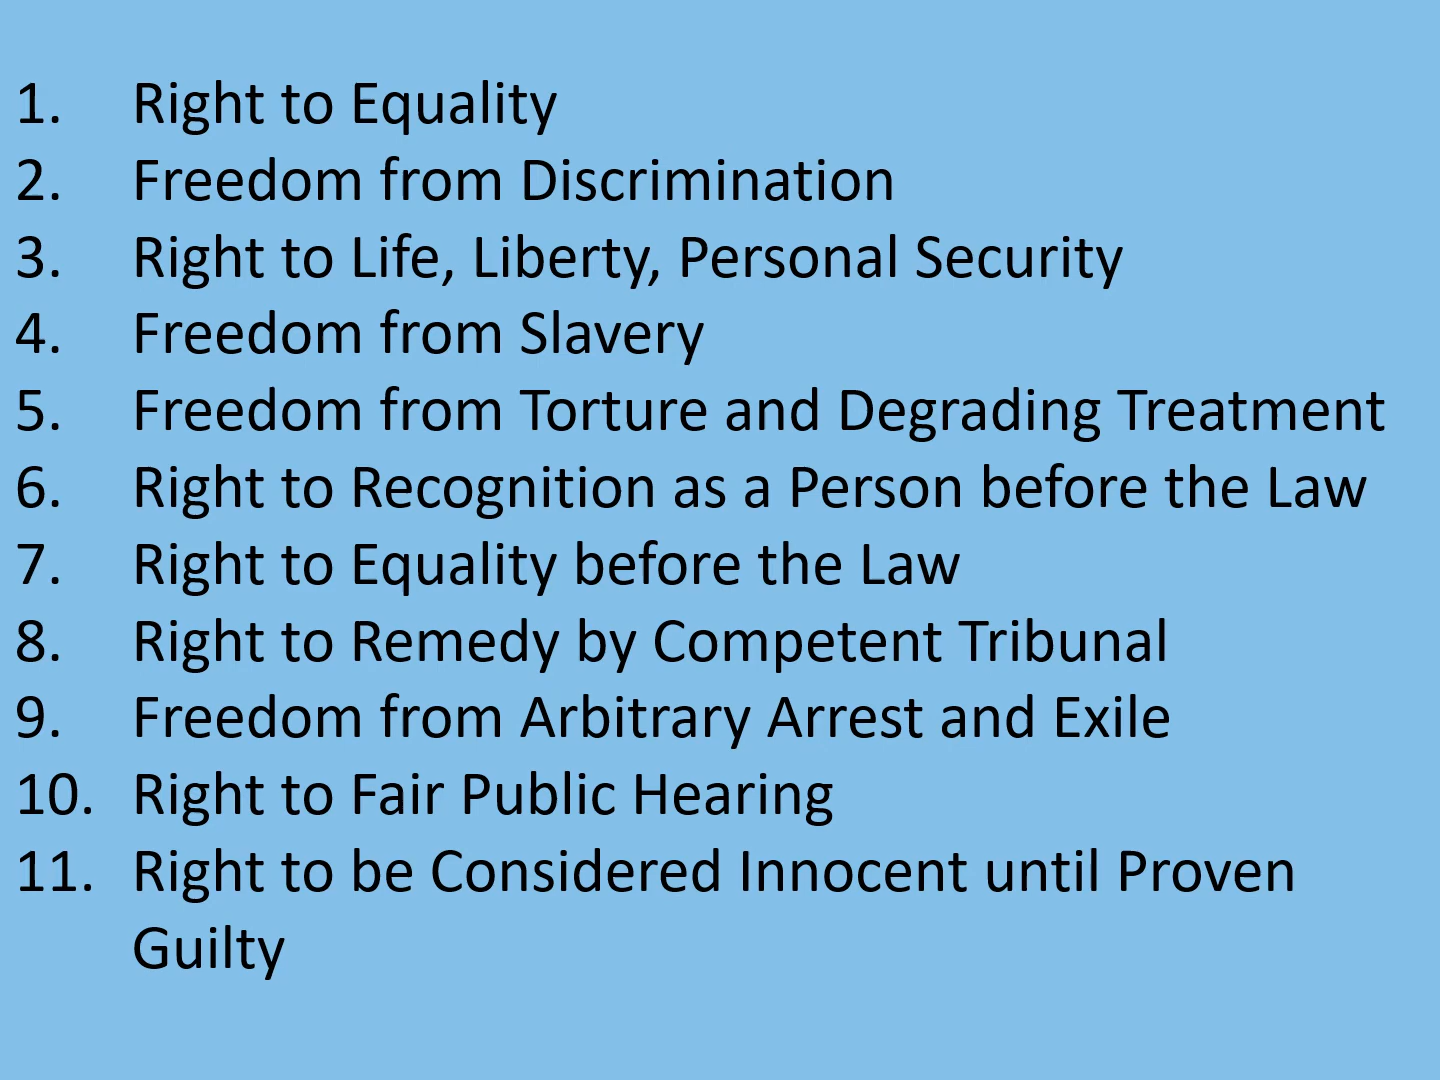 1. Right to Equality
2. Freedom from Discrimination
3. Right to Life, Liberty, Personal Security
4. Freedom from Slavery
5. Freedom from Torture and Degrading Treatment
6. Right to Recognition as a Person before the Law
7. Right to Equality before the Law
8. Right to Remedy by Competent Tribunal
9. Freedom from Arbitrary Arrest and Exile
10. Right to Fair Public Hearing
11. Right to be Considered Innocent until Proven
Guilty